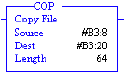 COP
Copy File
Source #B3:8
Dest #B3:20
Length 64